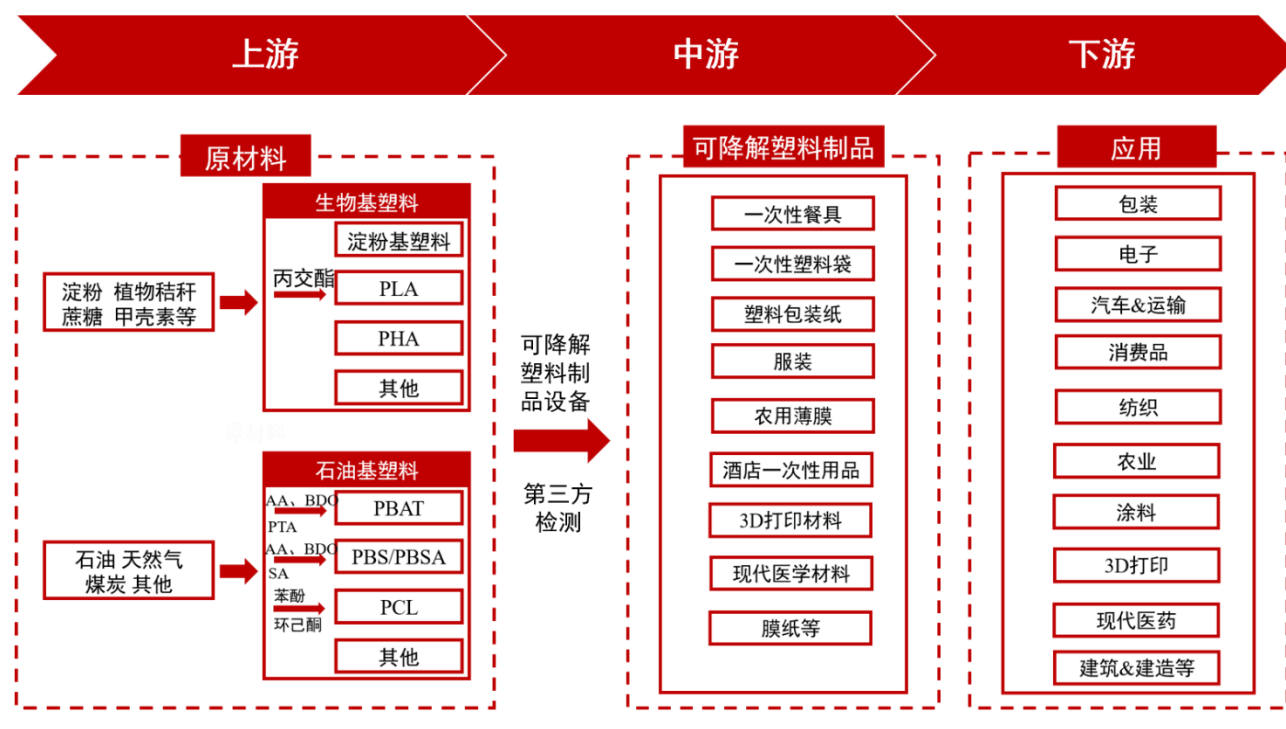 上游
中游
下游
原材料
淀粉 植物秸秆
蔗糖 甲壳素等
生物基塑料
淀粉基塑料
丙交酯
PLA
PHA
其他
石油 天然气
煤炭 其他
石油基塑料
AA、BDO
PTA
PBAT
AA、BDO
SA
PBS/PBSA
苯酚
环己酮
PCL
其他
可降解
塑料制
品设备
第三方
检测
可降解塑料制品
一次性餐具
一次性塑料袋
塑料包装纸
服装
农用薄膜
酒店一次性用品
3D打印材料
现代医学材料
膜纸等
应用
包装
电子
汽车&运输
消费品
纺织
农业
涂料
3D打印
现代医药
建筑&建造等